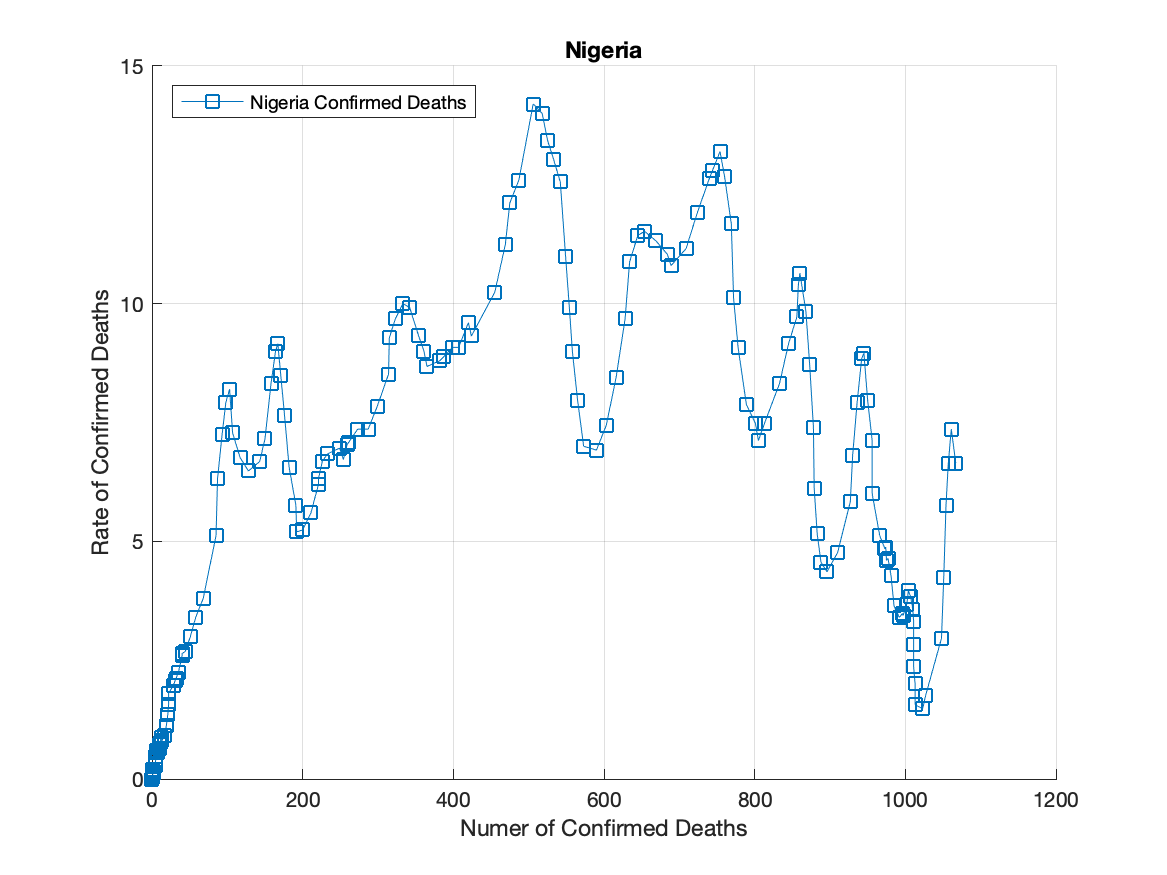 Nigeria
15
Nigeria Confirmed Deaths
10
5
0
Rate of Confirmed Deaths
0 200 400 600 800 1000 1200
Numer of Confirmed Deaths